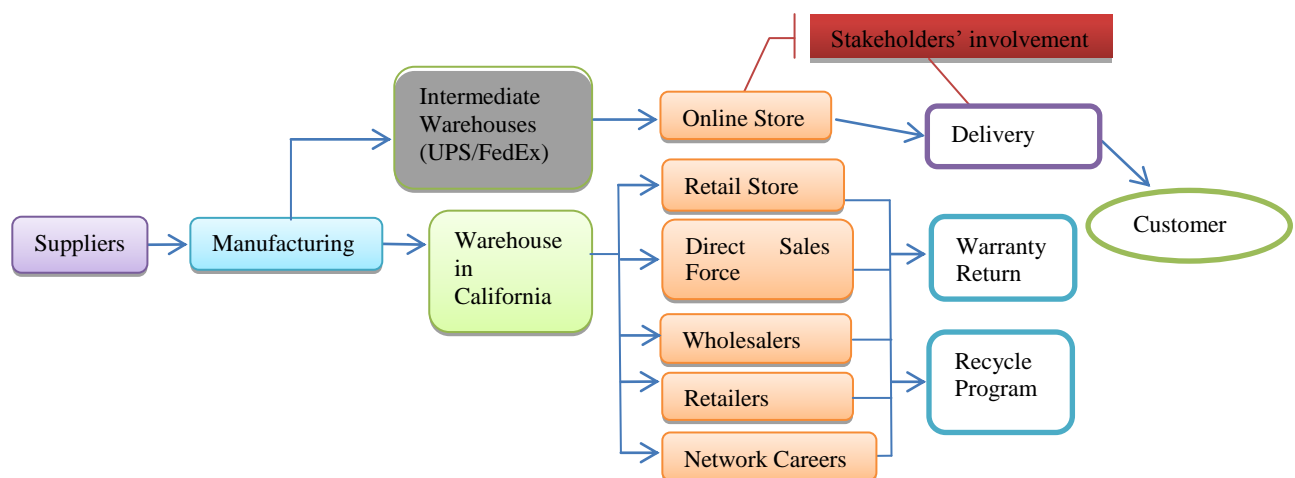 Stakeholders’ involvement
Intermediate
Warehouses
(UPS/FedEx)
Online Store
Delivery
Retail Store
Suppliers
Manufacturing
Warehouse
in
California
Direct Sales
Force
Warranty
Return
Customer
Wholesalers
Recycle
Program
Retailers
Network Careers